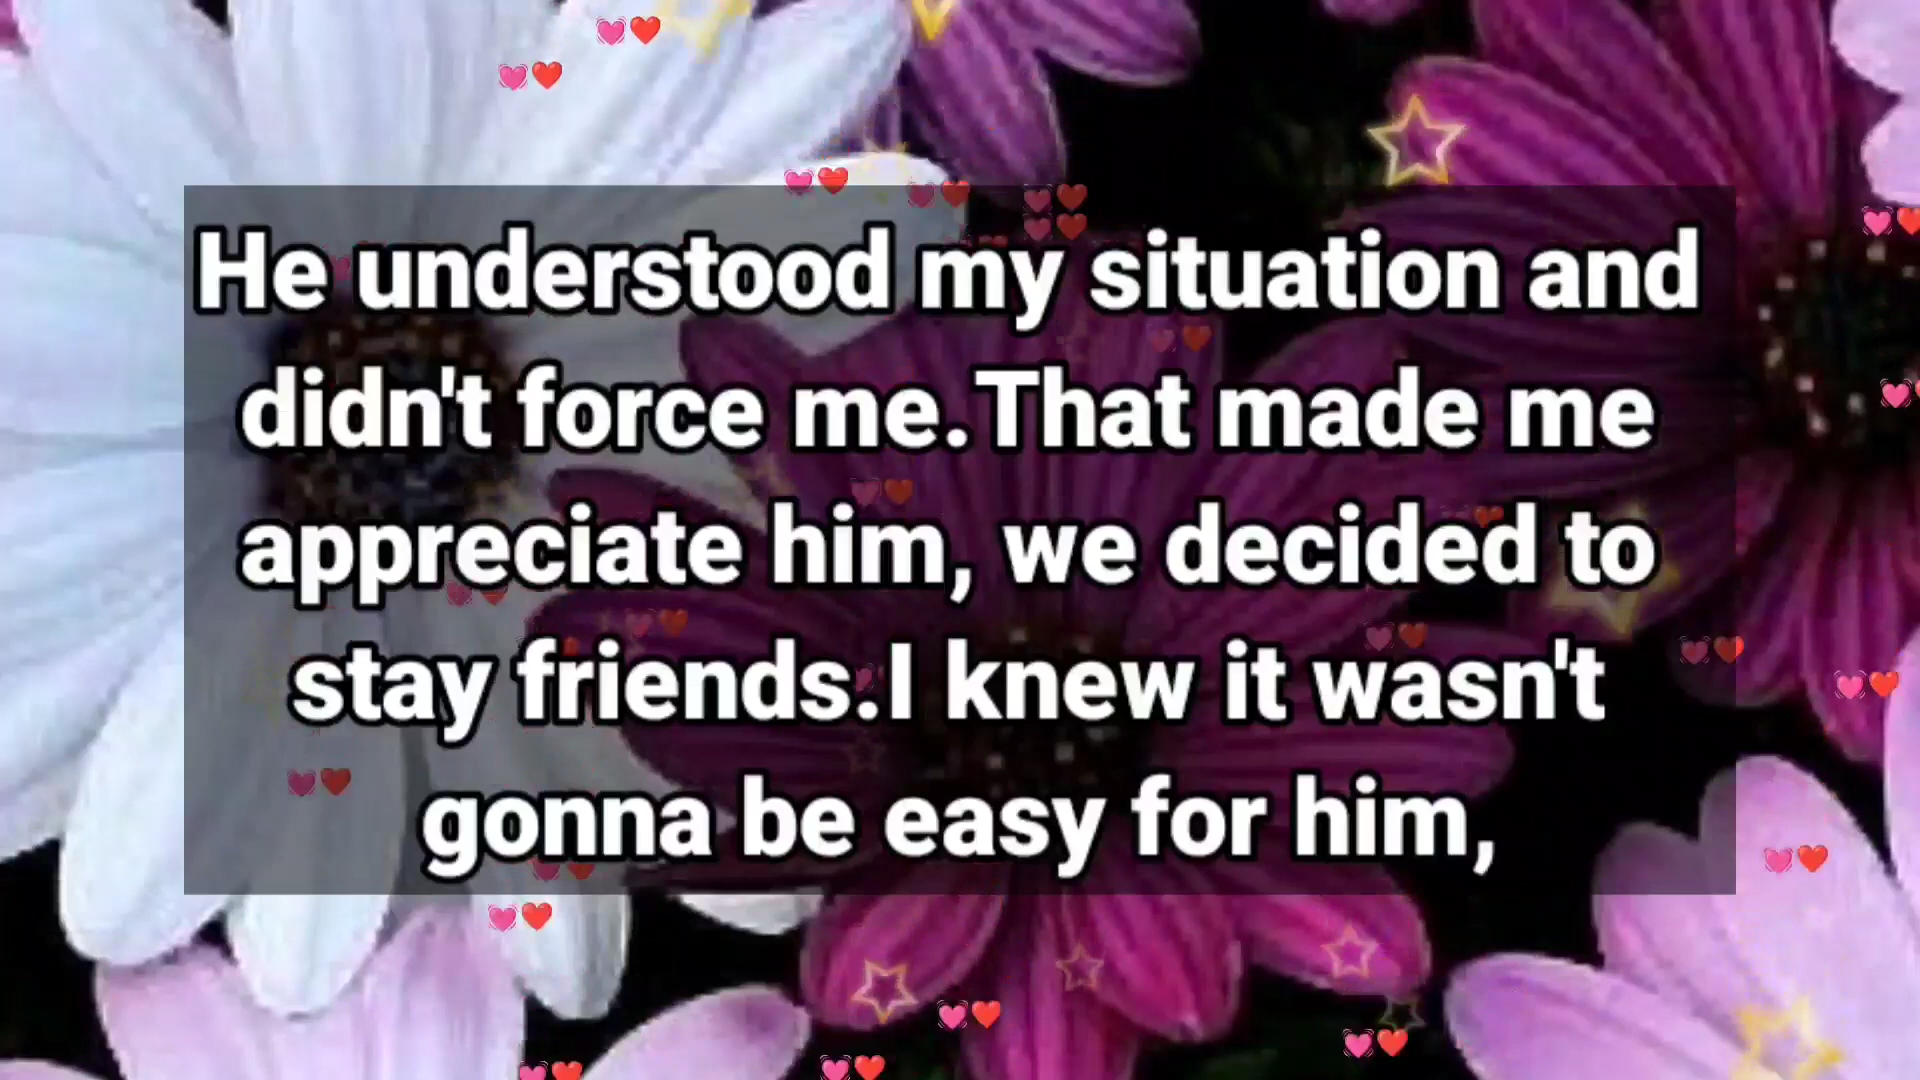 He understood my situation and
didn't force me.That made me
appreciate him, we decided to
stay friends.I knew it wasn't
gonna be easy for him,